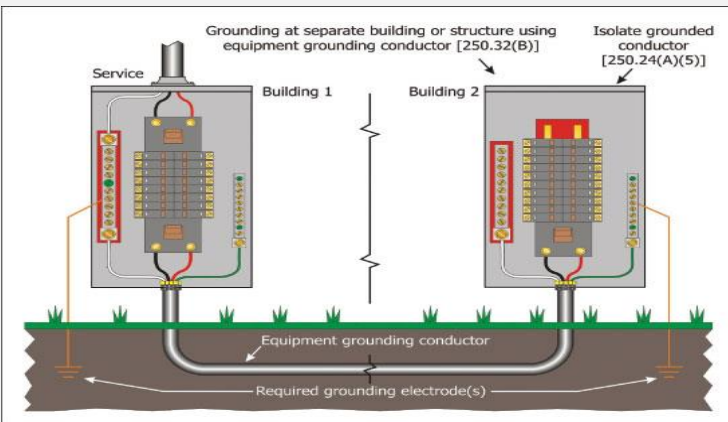 Grounding at separate building or structure using
equipment grounding conductor [250.32(B)]
Isolate grounded
conductor
[250.24(A)(5)]
Service
Building 1
Building 2
Equipment grounding conductor
Required grounding electrode(s)